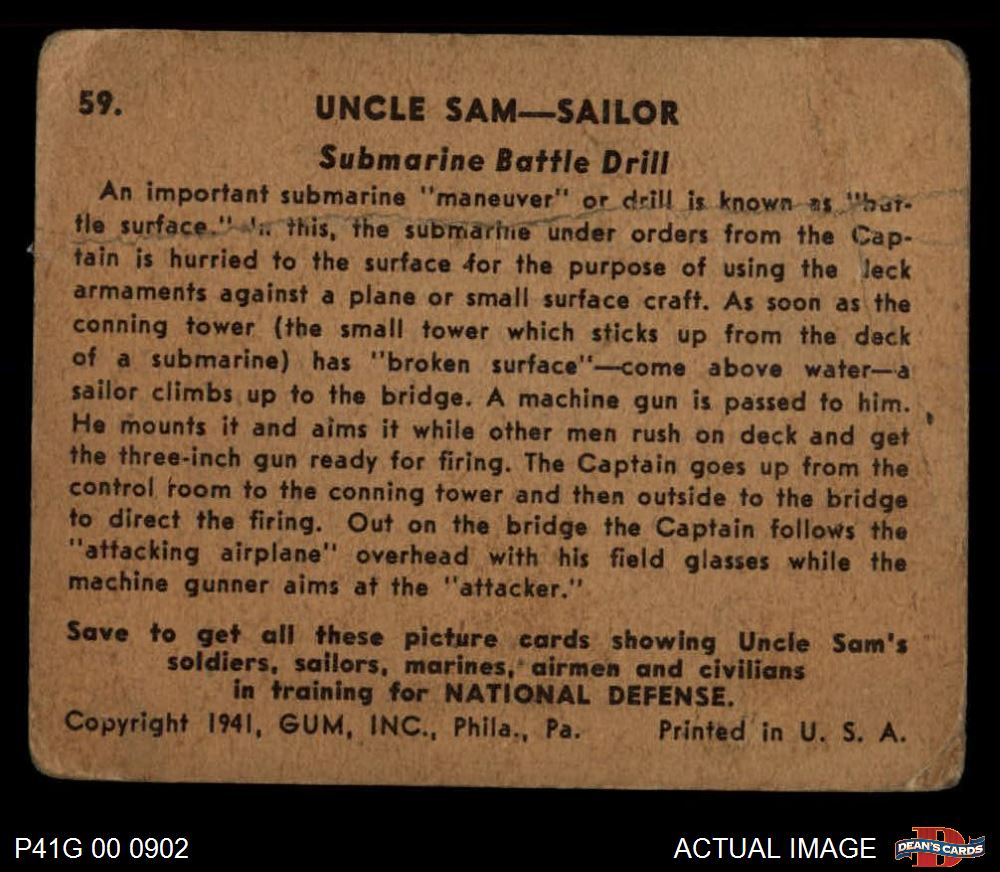 59.
UNCLE SAM—SAILOR
Submarine Battle Drill
An important submarine "maneuver" or drill is known as "bat-
tle surface." this, the submarine under orders from the Cap-
tain is hurried to the surface for the purpose of using the
armaments against a plane or small surface craft. As soon as the
conning tower (the small tower which sticks up from the deck
of a submarine) has "broken surface"—come above water—a
sailor climbs up to the bridge. A machine gun is passed to him.
He mounts it and aims it while other men rush on deck and get
the three-inch gun ready for firing. The Captain goes up from the
control room to the conning tower and then outside to the bridge
to direct the firing. Out on the bridge the Captain follows the
"attacking airplane" overhead with his field glasses while the
machine gunner aims at the "attacker."
Save to get all these picture cards showing Uncle Sam's
soldiers, sailors, marines, airmen and civilians
in training for NATIONAL DEFENSE.
Copyright 1941, GUM, INC., Phila., Pa. Printed in U. S. A.
P41G 00 0902 ACTUAL IMAGE DEAN'S CARDS